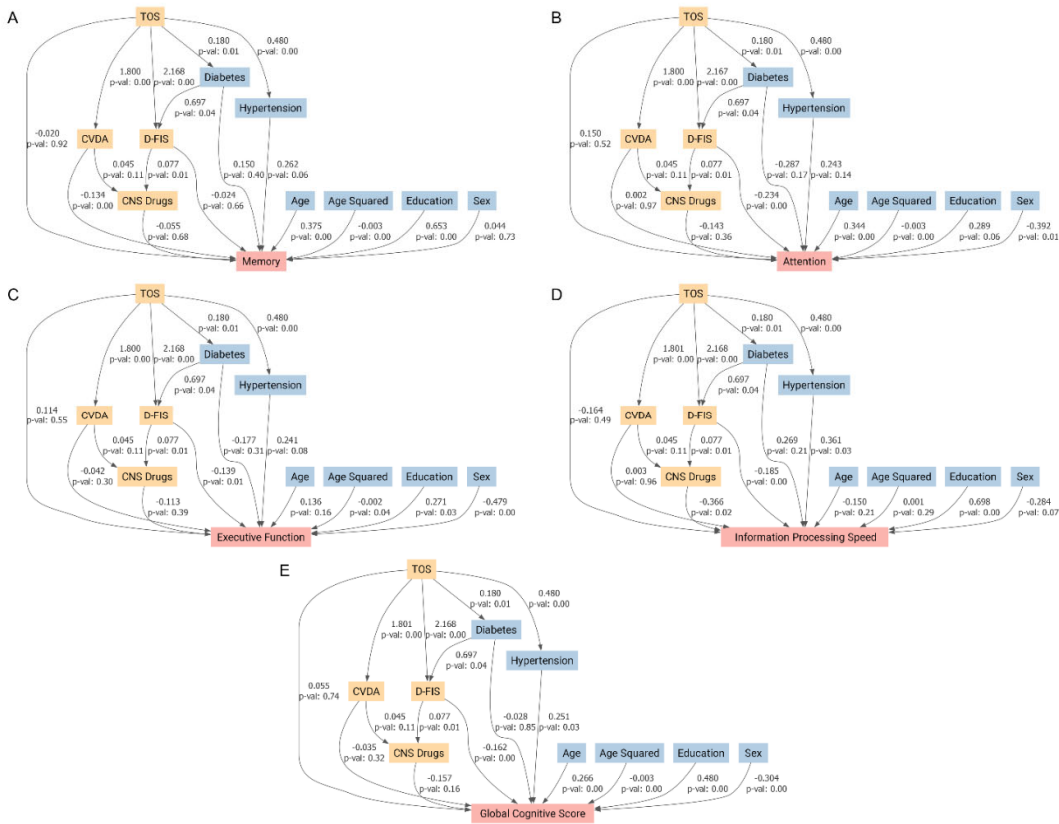 A
TOS
0.180
p-val: 0.01
0.480
p-val: 0.00
1.800
p-val: 0.00
2.168
p-val: 0.00
Diabetes
0.697
p-val: 0.04
Hypertension
-0.020
p-val: 0.92
CVDA
D-FIS
0.045
p-val: 0.11
0.077
p-val: 0.01
-0.134
p-val: 0.00
CNS Drugs
-0.024
p-val: 0.66
0.150
p-val: 0.40
0.262
p-val: 0.06
-0.055
p-val: 0.68
Age
Age Squared
Education
Sex
0.375
p-val: 0.00
-0.003
p-val: 0.00
0.653
p-val: 0.00
0.044
p-val: 0.73
Memory
B
TOS
0.180
p-val: 0.01
0.480
p-val: 0.00
1.800
p-val: 0.00
2.167
p-val: 0.00
Diabetes
0.697
p-val: 0.04
Hypertension
0.150
p-val: 0.52
CVDA
D-FIS
0.045
p-val: 0.11
0.077
p-val: 0.01
0.002
p-val: 0.97
CNS Drugs
-0.234
p-val: 0.00
-0.287
p-val: 0.17
0.243
p-val: 0.14
-0.143
p-val: 0.36
Age
Age Squared
Education
Sex
0.344
p-val: 0.00
-0.003
p-val: 0.00
0.289
p-val: 0.06
-0.392
p-val: 0.01
Attention
C
TOS
0.180
p-val: 0.01
0.480
p-val: 0.00
1.800
p-val: 0.00
2.168
p-val: 0.00
Diabetes
0.697
p-val: 0.04
Hypertension
0.114
p-val: 0.55
CVDA
D-FIS
0.045
p-val: 0.11
0.077
p-val: 0.01
-0.042
p-val: 0.30
CNS Drugs
-0.139
p-val: 0.01
-0.177
p-val: 0.31
0.241
p-val: 0.08
-0.113
p-val: 0.39
Age
Age Squared
Education
Sex
0.136
p-val: 0.16
-0.002
p-val: 0.04
0.271
p-val: 0.03
-0.479
p-val: 0.00
Executive Function
D
TOS
0.180
p-val: 0.01
0.480
p-val: 0.00
1.801
p-val: 0.00
2.168
p-val: 0.00
Diabetes
0.697
p-val: 0.04
Hypertension
-0.164
p-val: 0.49
CVDA
D-FIS
0.045
p-val: 0.11
0.077
p-val: 0.01
0.003
p-val: 0.96
CNS Drugs
-0.185
p-val: 0.00
0.269
p-val: 0.21
0.361
p-val: 0.03
-0.366
p-val: 0.02
Age
Age Squared
Education
Sex
-0.150
p-val: 0.21
0.001
p-val: 0.29
0.698
p-val: 0.00
-0.284
p-val: 0.07
Information Processing Speed
E
TOS
0.180
p-val: 0.01
0.480
p-val: 0.00
1.801
p-val: 0.00
2.168
p-val: 0.00
Diabetes
0.697
p-val: 0.04
Hypertension
0.055
p-val: 0.74
CVDA
D-FIS
0.045
p-val: 0.11
0.077
p-val: 0.01
-0.035
p-val: 0.32
CNS Drugs
-0.162
p-val: 0.00
-0.028
p-val: 0.85
0.251
p-val: 0.03
-0.157
p-val: 0.16
Age
Age Squared
Education
Sex
0.266
p-val: 0.00
-0.003
p-val: 0.00
0.480
p-val: 0.00
-0.304
p-val: 0.00
Global Cognitive Score